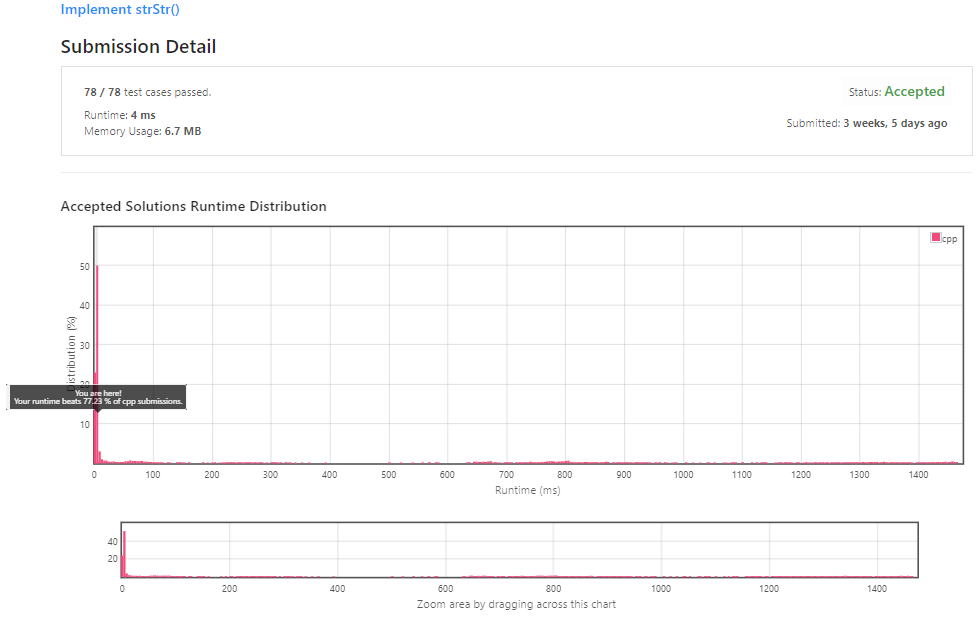 Implement strStr()
Submission Detail
78 / 78 test cases passed.
Status: Accepted
Runtime: 4 ms
Memory Usage: 6.7 MB
Submitted: 3 weeks, 5 days ago
Accepted Solutions Runtime Distribution
cpp
50
40
30
20
10
Distribution (%)
You are here!
Your runtime beats 77.23 % of cpp submissions.
0 100 200 300 400 500 600 700 800 900 1000 1100 1200 1300 1400
Runtime (ms)
40
20
0 200 400 600 800 1000 1200 1400
Zoom area by dragging across this chart